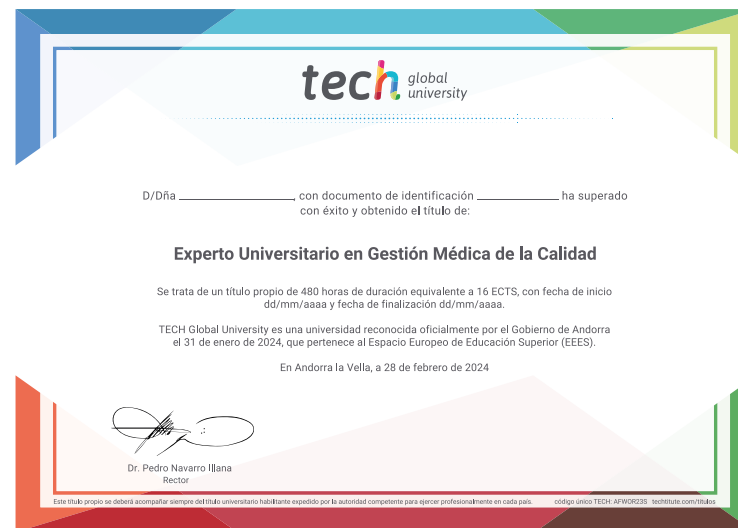 tech global university
D/Dña ____________, con documento de identificación ____________ ha superado
con éxito y obtenido el título de:
Experto Universitario en Gestión Médica de la Calidad
Se trata de un título propio de 480 horas de duración equivalente a 16 ECTS, con fecha de inicio
dd/mm/aaaa y fecha de finalización dd/mm/aaaa.
TECH Global University es una universidad reconocida oficialmente por el Gobierno de Andorra
el 31 de enero de 2024, que pertenece al Espacio Europeo de Educación Superior (EEES).
En Andorra la Vella, a 28 de febrero de 2024
Dr. Pedro Navarro Illana
Rector
Este título propio se deberá acompañar siempre del título universitario habilitante expedido por la autoridad competente para ejercer profesionalmente en cada país. código único TECH: AFWOR23S techtitute.com/titulos